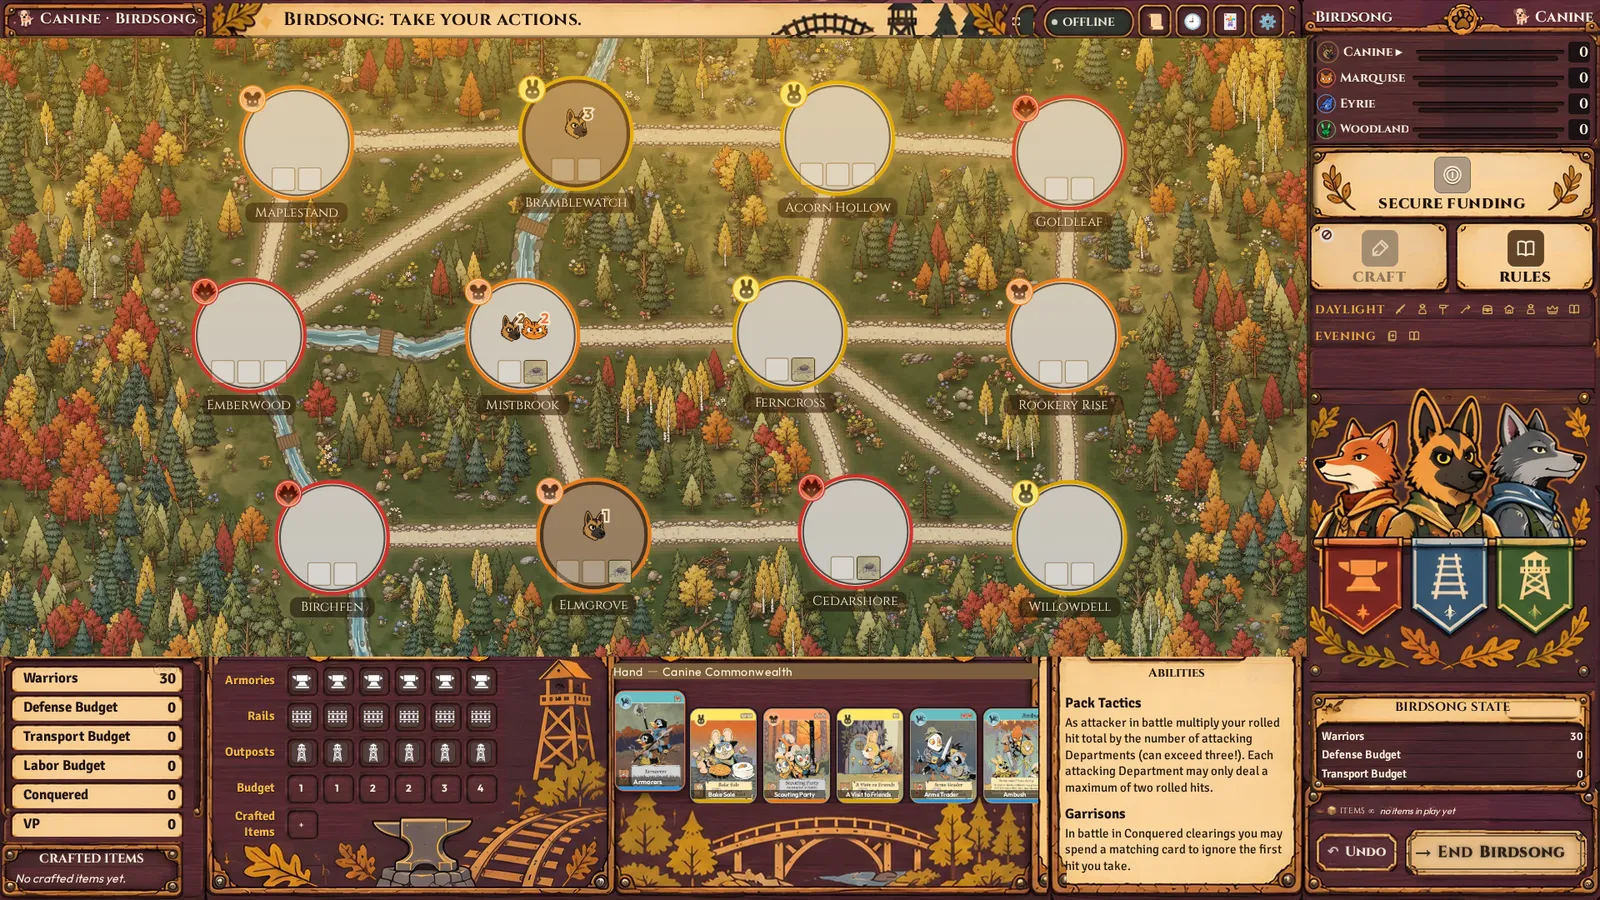 Canine · Birdsong
Birdsong: take your actions.
OFFLINE
Birdsong
Canine
Canine ▸ 0
Marquise 0
Eyrie 0
Woodland 0
Secure Funding
Craft
Rules
Daylight
Evening
Maplestand
Bramblewatch
3
Acorn Hollow
Goldleaf
Emberwood
Mistbrook
2
2
Ferncross
Rookery Rise
Birchfen
Elmgrove
1
Cedarshore
Willowdell
Warriors 30
Defense Budget 0
Transport Budget 0
Labor Budget 0
Conquered 0
VP 0
Crafted Items
No crafted items yet.
Armories
Rails
Outposts
Budget 1 1 2 2 3 4
Crafted Items +
Hand — Canine Commonwealth
Armorers
Bake Sale
Scouting Party
A Visit to Friends
Arms Trader
Ambush
Abilities
Pack Tactics
As attacker in battle multiply your rolled
hit total by the number of attacking
Departments (can exceed three!). Each
attacking Department may only deal a
maximum of two rolled hits.
Garrisons
In battle in Conquered clearings you may
spend a matching card to ignore the first
hit you take.
Birdsong State
Warriors 30
Defense Budget 0
Transport Budget 0
Items ∞ no items in play yet
Undo
→ End Birdsong